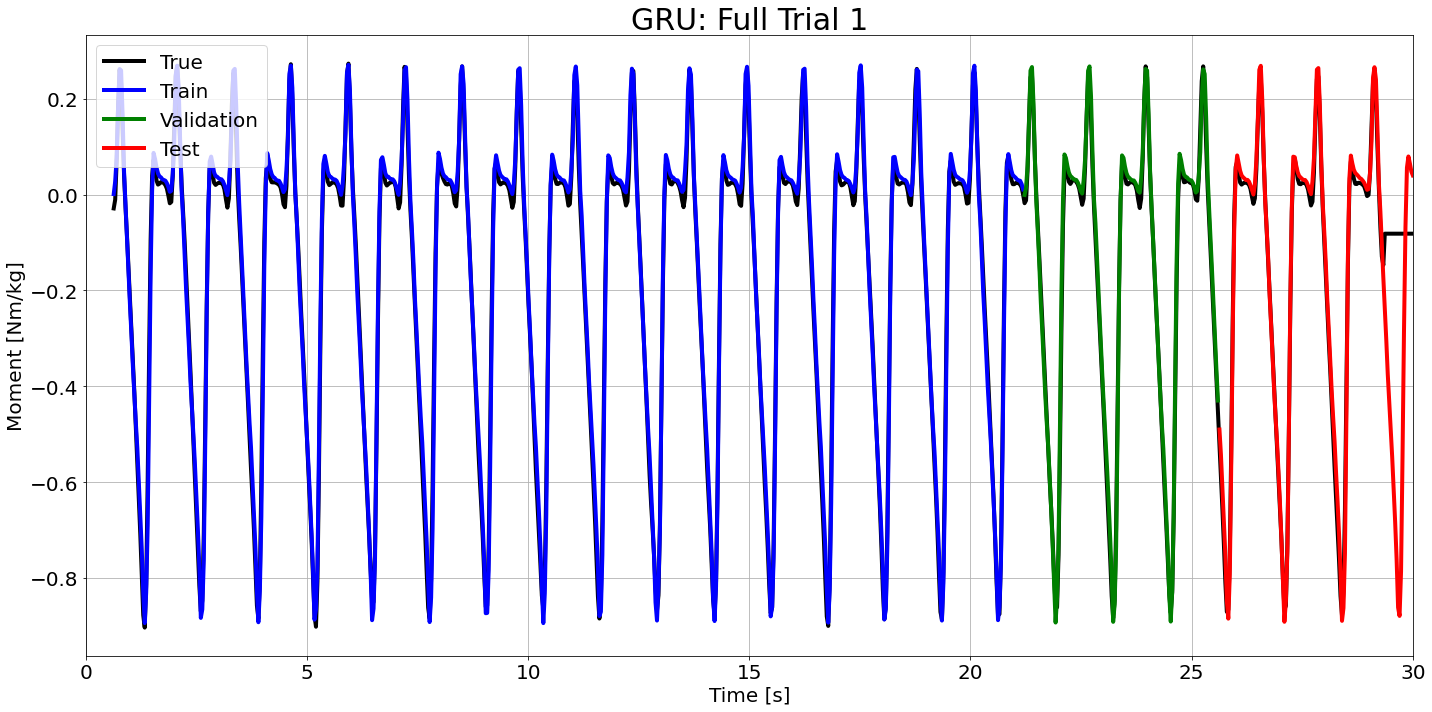 GRU: Full Trial 1
True
Train
Validation
Test
0.2
0.0
−0.2
−0.4
−0.6
−0.8
Moment [Nm/kg]
0 5 10 15 20 25 30
Time [s]